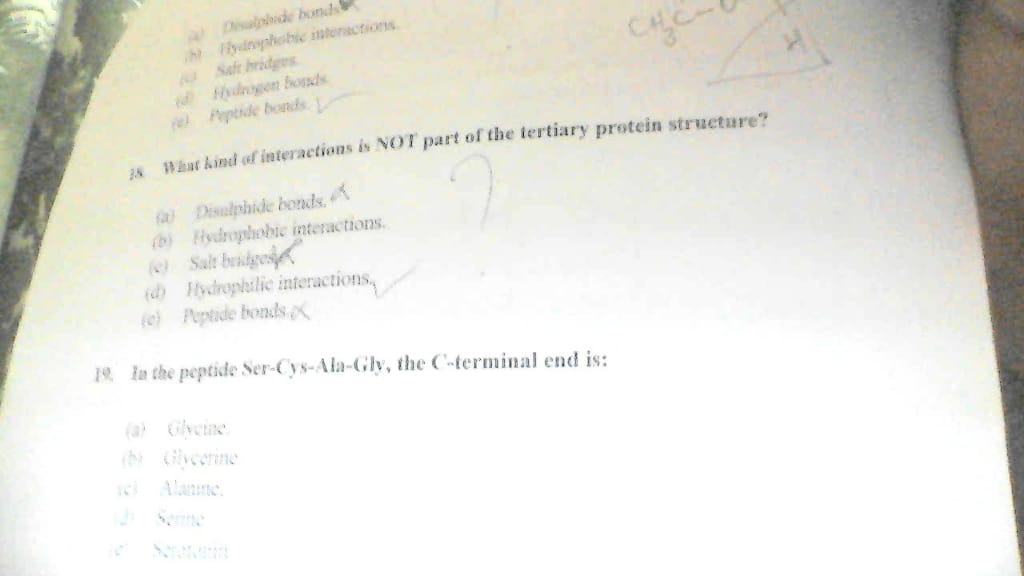 (a) Disulphide bonds
(b) Hydrophobic interactions.
(c) Salt bridges.
(d) Hydrogen bonds.
(e) Peptide bonds.
CH3C-
H
18. What kind of interactions is NOT part of the tertiary protein structure?
(a) Disulphide bonds.
(b) Hydrophobic interactions.
(c) Salt bridges
(d) Hydrophilic interactions.
(e) Peptide bonds
?
19. In the peptide Ser-Cys-Ala-Gly, the C-terminal end is:
(a) Glycine.
(b) Glycerine
(c) Alanine.
(d) Serine
(e) Serotonin